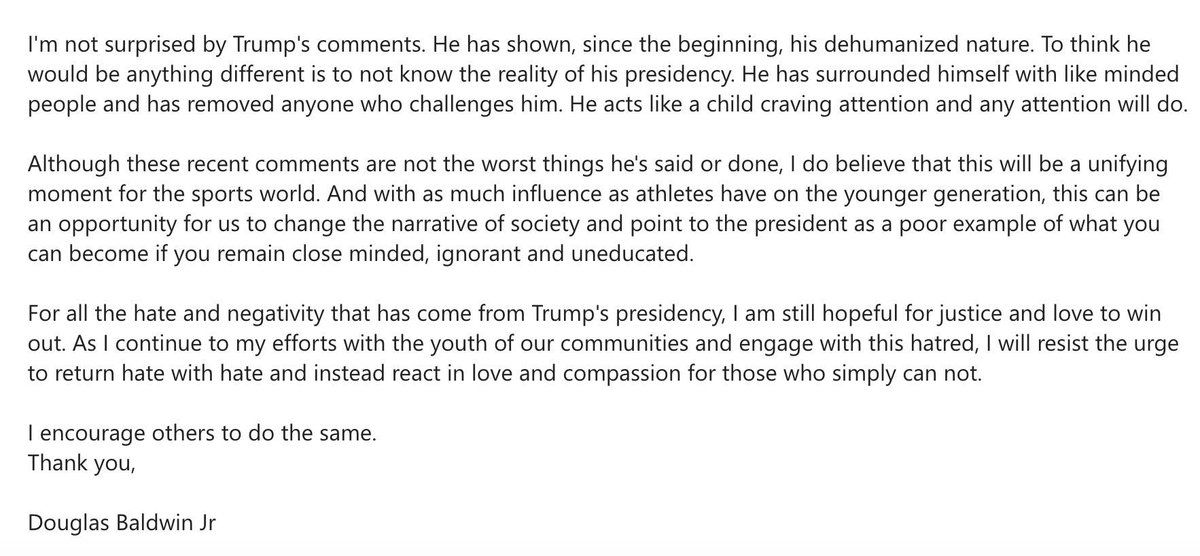 I'm not surprised by Trump's comments. He has shown, since the beginning, his dehumanized nature. To think he
would be anything different is to not know the reality of his presidency. He has surrounded himself with like minded
people and has removed anyone who challenges him. He acts like a child craving attention and any attention will do.
Although these recent comments are not the worst things he's said or done, I do believe that this will be a unifying
moment for the sports world. And with as much influence as athletes have on the younger generation, this can be
an opportunity for us to change the narrative of society and point to the president as a poor example of what you
can become if you remain close minded, ignorant and uneducated.
For all the hate and negativity that has come from Trump's presidency, I am still hopeful for justice and love to win
out. As I continue to my efforts with the youth of our communities and engage with this hatred, I will resist the urge
to return hate with hate and instead react in love and compassion for those who simply can not.
I encourage others to do the same.
Thank you,
Douglas Baldwin Jr